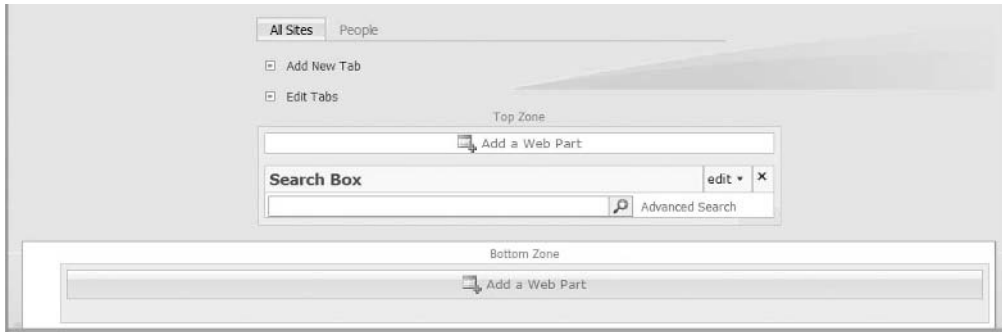 All Sites People
Add New Tab
Edit Tabs
Top Zone
Add a Web Part
Search Box edit
Advanced Search
Bottom Zone
Add a Web Part